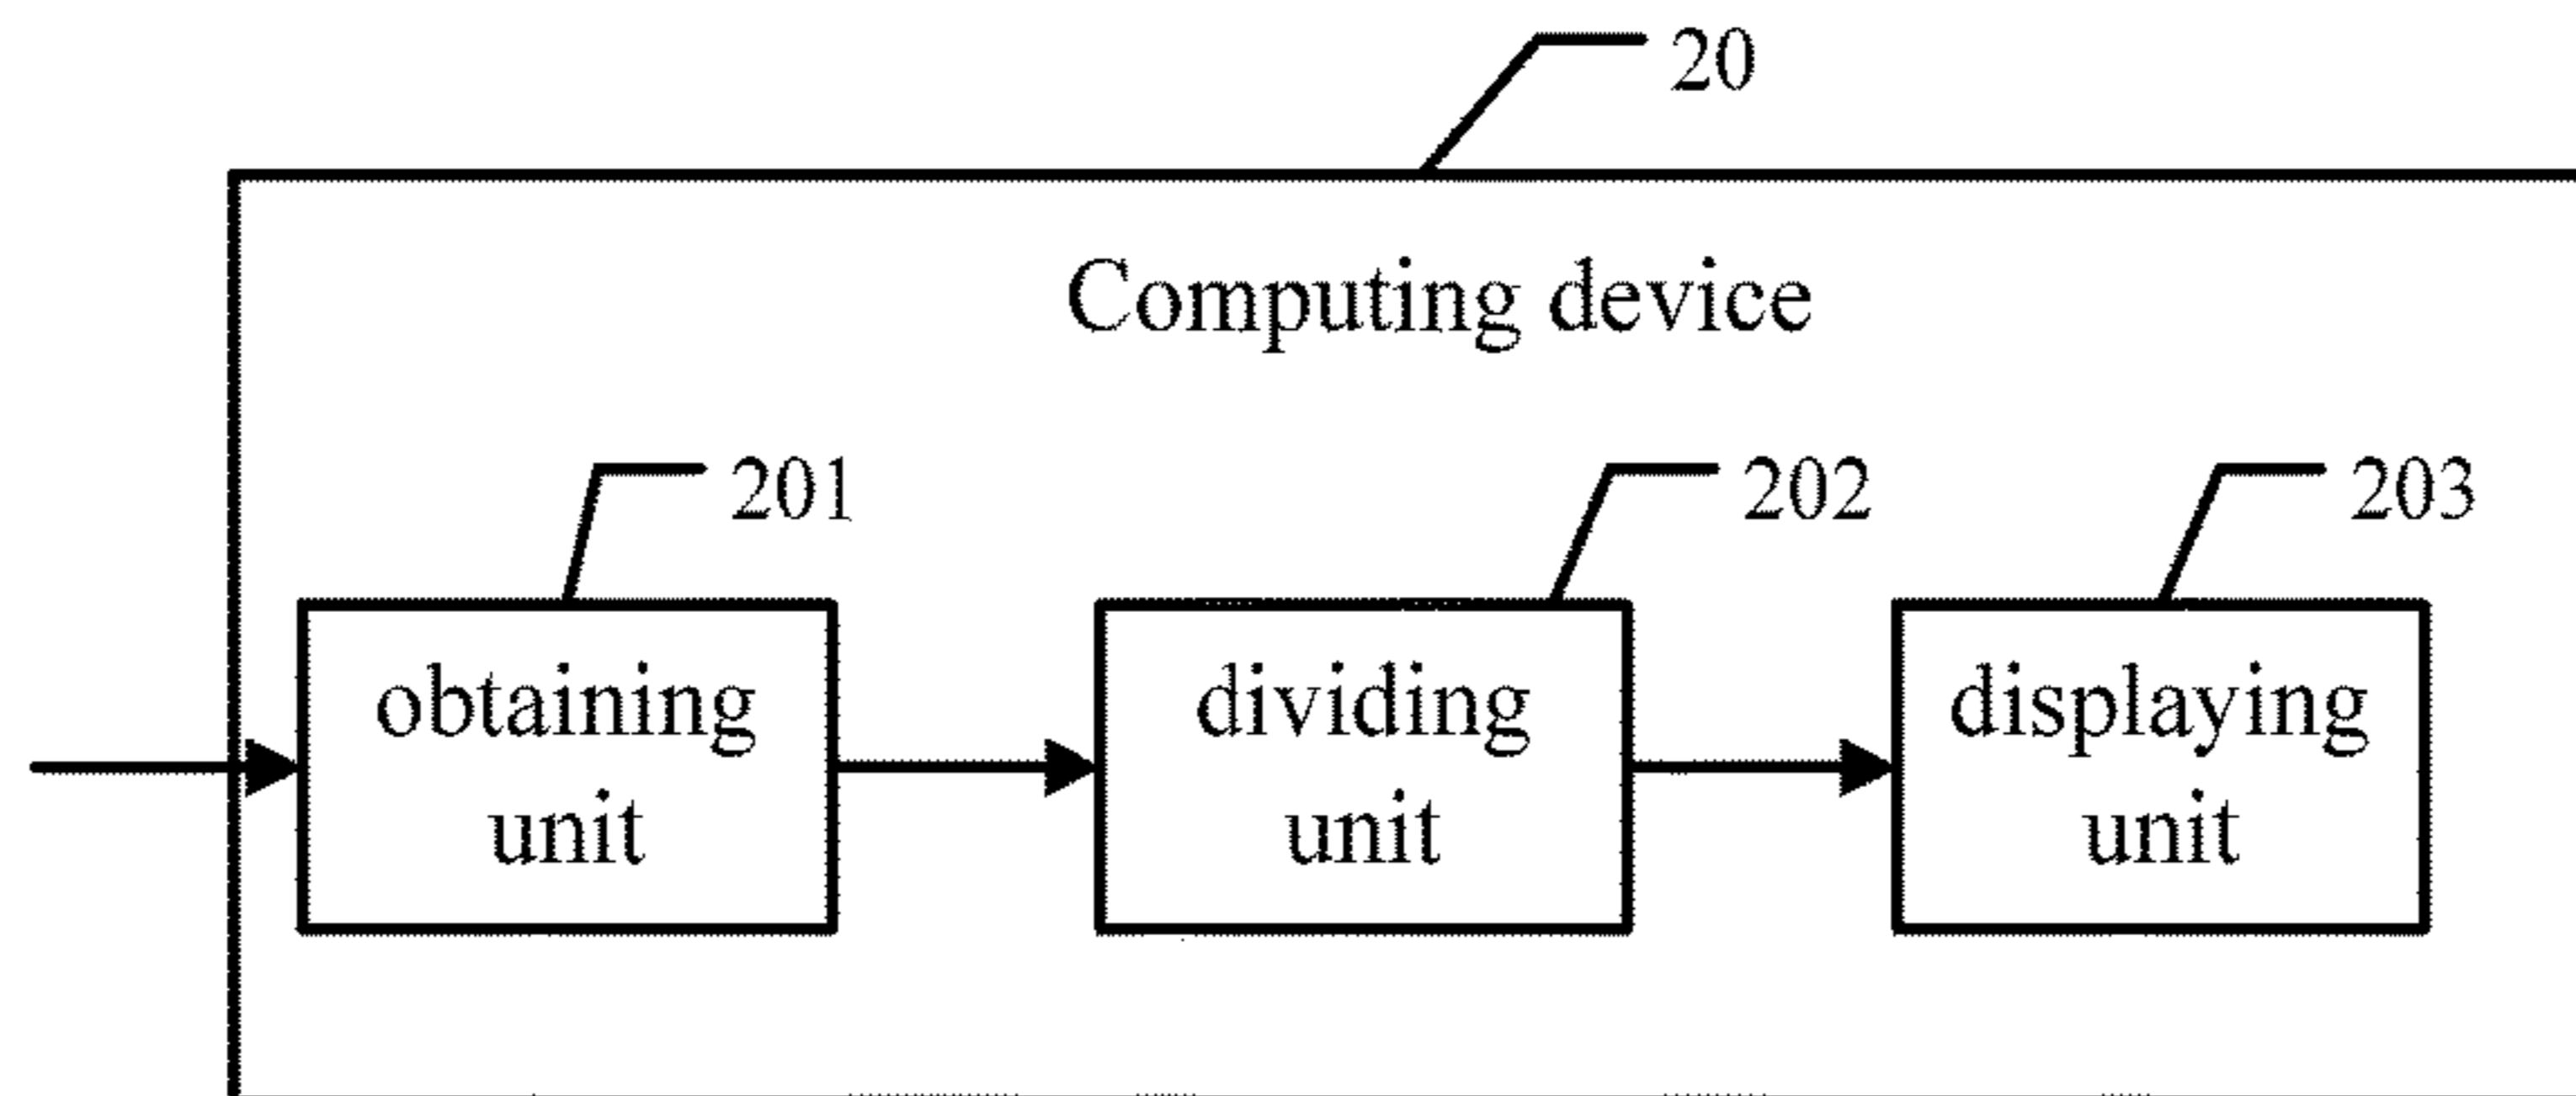 20
Computing device
201
202
203
obtaining
unit
dividing
unit
displaying
unit